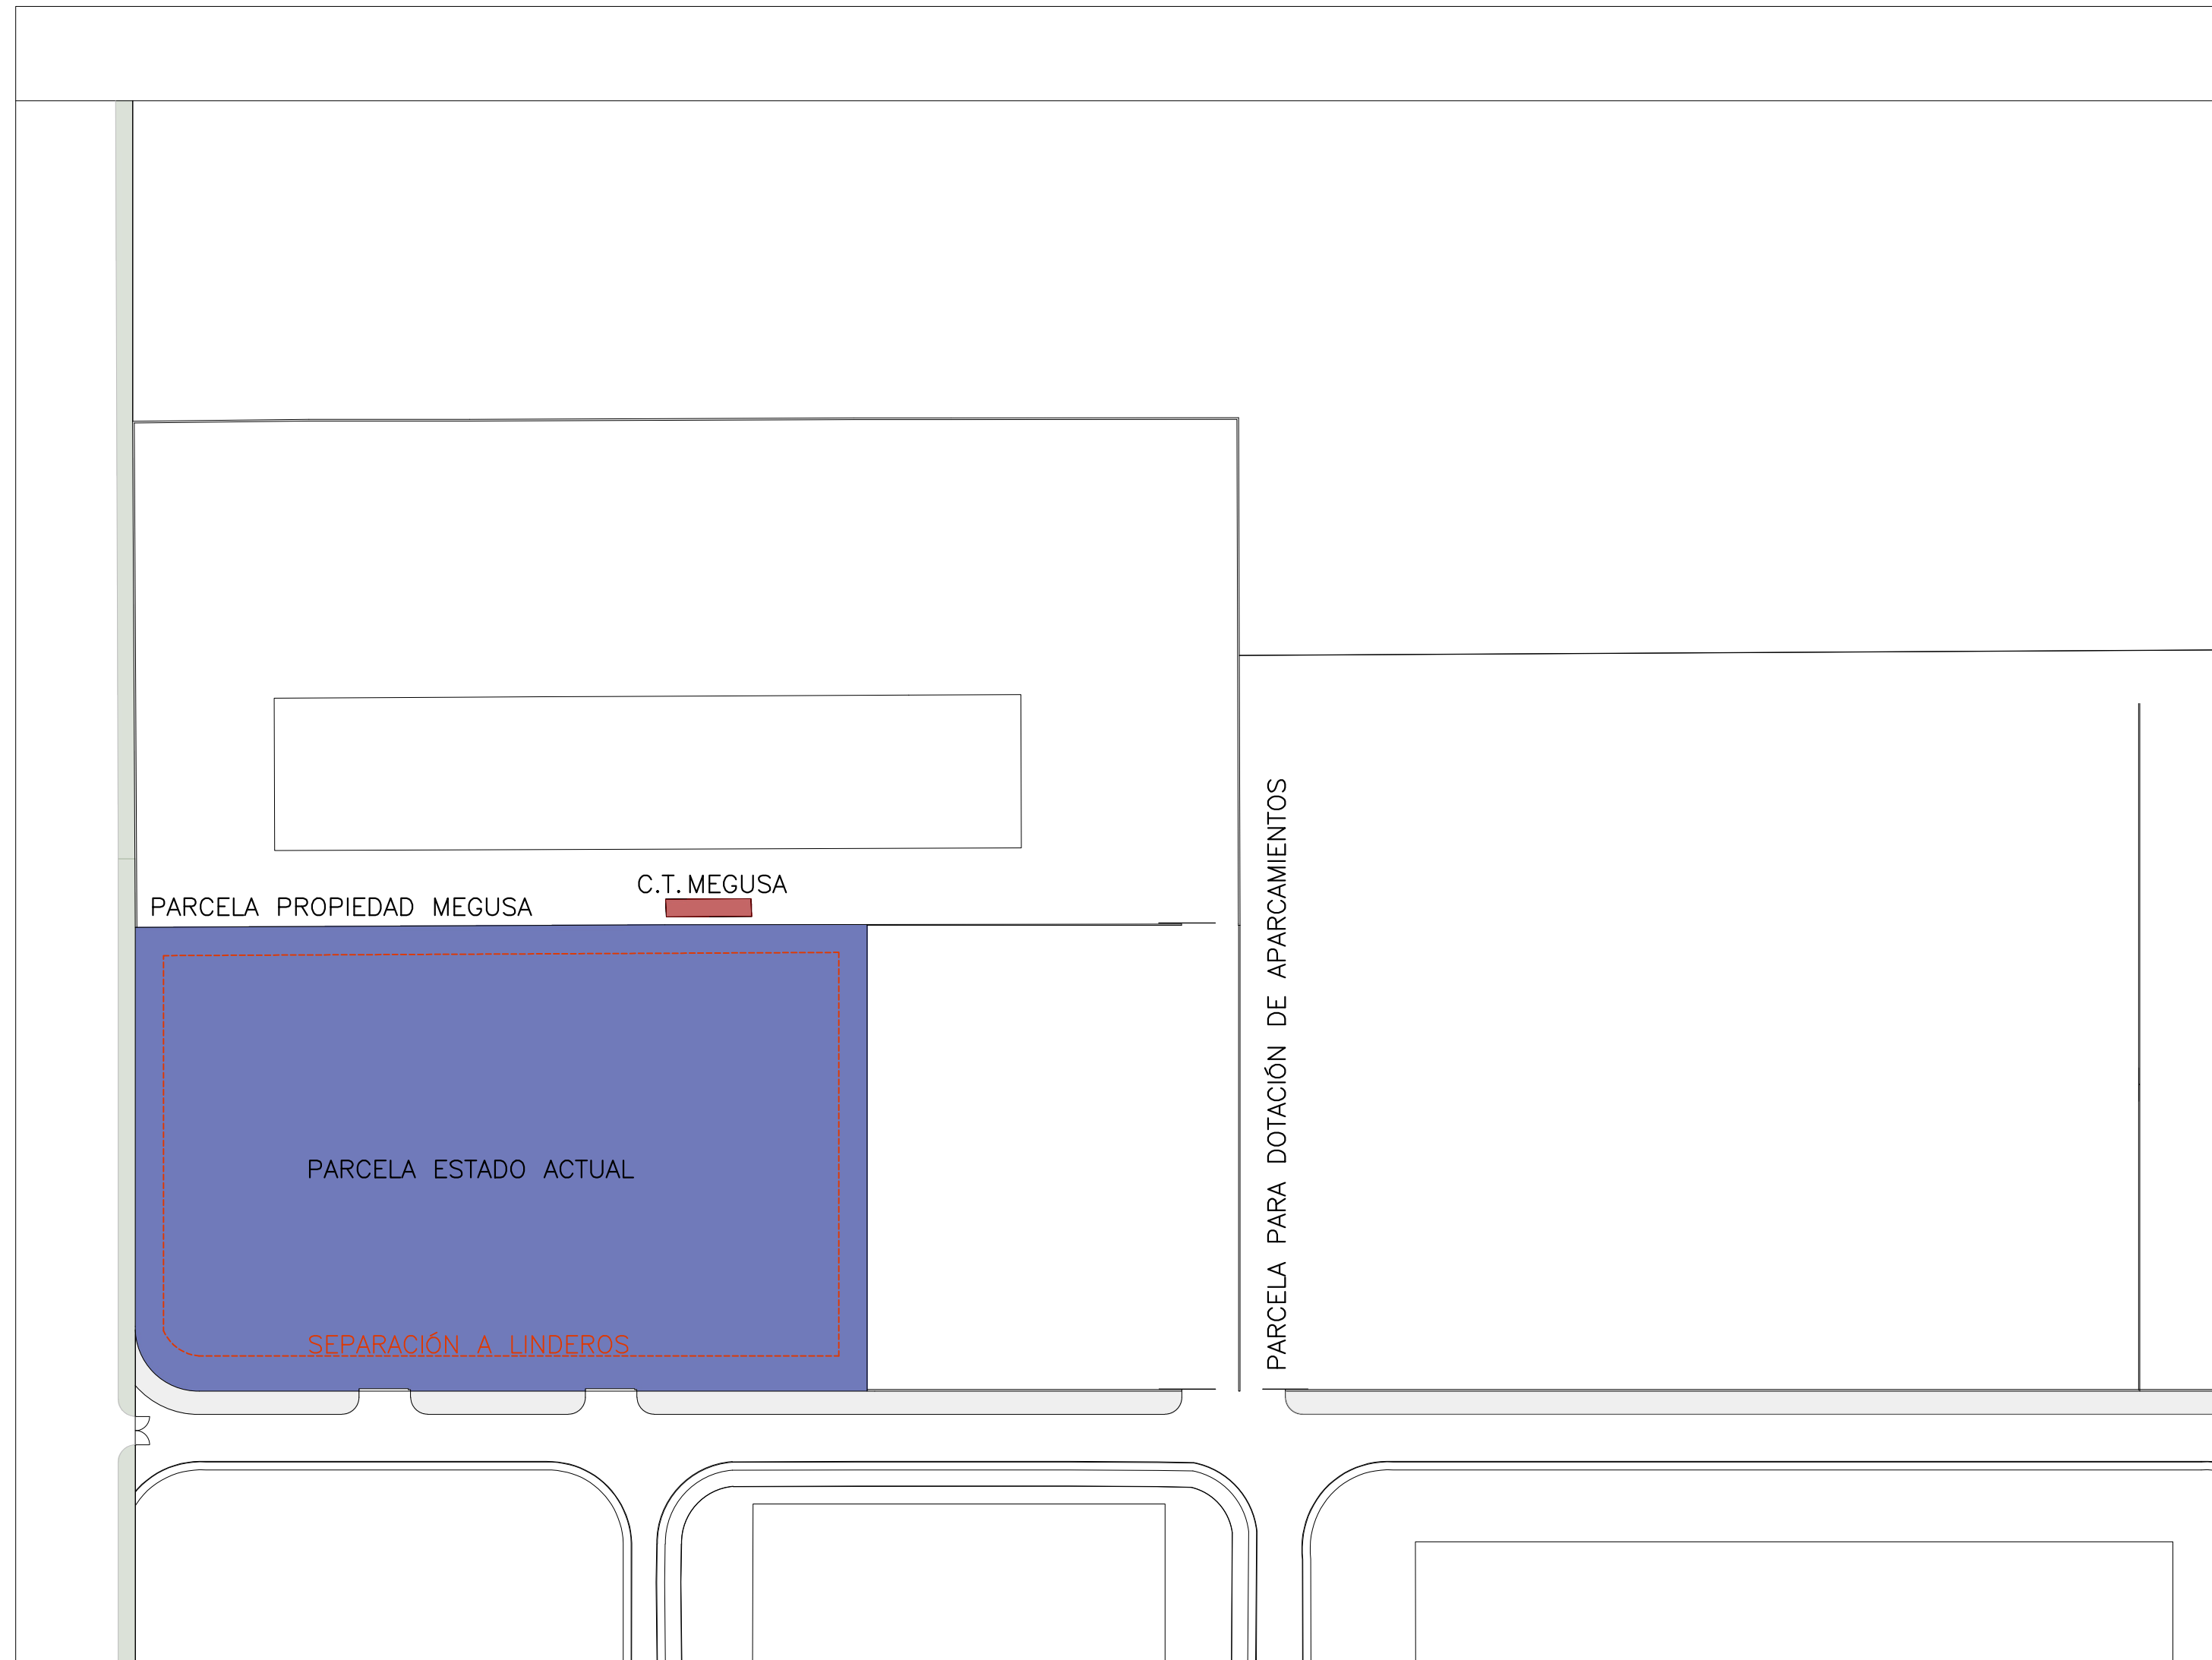 C.T. MEGUSA
PARCELA PROPIEDAD MEGUSA
PARCELA PARA DOTACIÓN DE APARCAMIENTOS
PARCELA ESTADO ACTUAL
SEPARACIÓN A LINDEROS